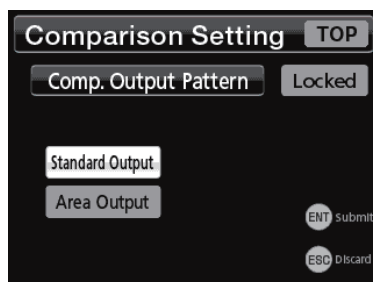 Comparison Setting TOP
Comp. Output Pattern Locked
Standard Output
Area Output
ENT Submit
ESC Discard